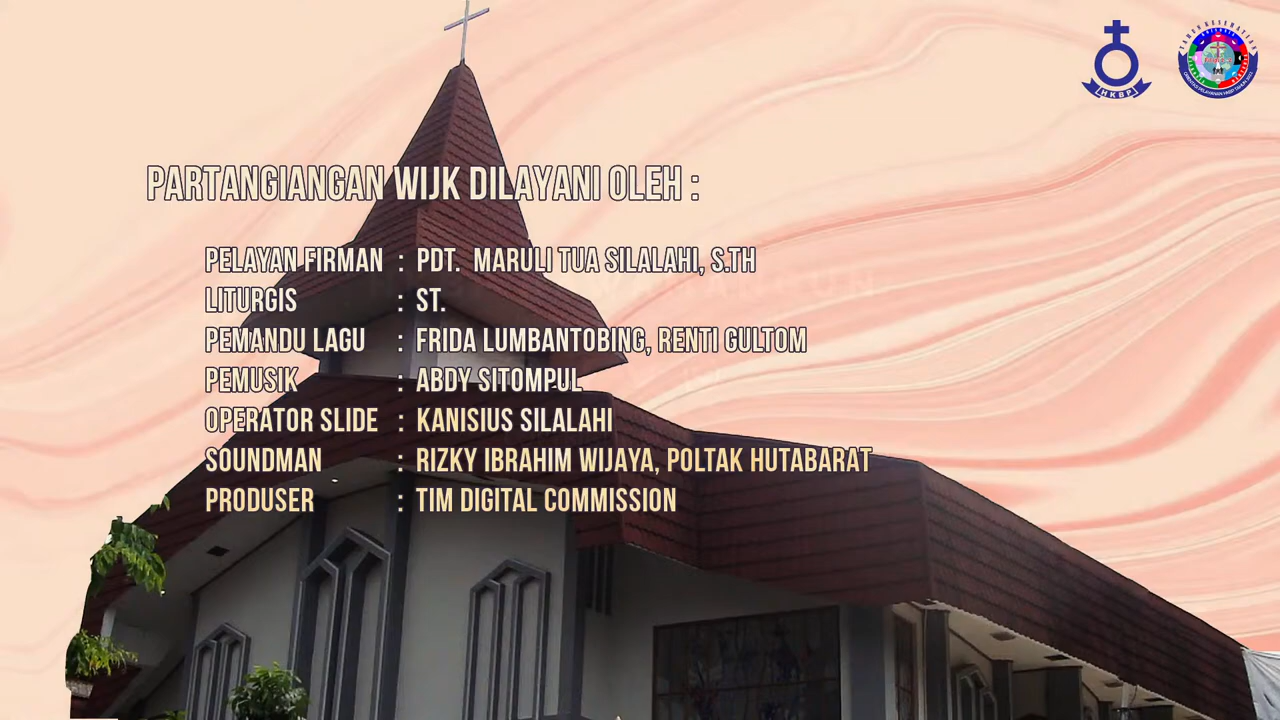 HKBP
PARTANGIANGAN WIJK DILAYANI OLEH :
PELAYAN FIRMAN : PDT. MARULI TUA SILALAHI, S.TH
LITURGIS : ST.
PEMANDU LAGU : FRIDA LUMBANTOBING, RENTI GULTOM
PEMUSIK : ABDY SITOMPUL
OPERATOR SLIDE : KANISIUS SILALAHI
SOUNDMAN : RIZKY IBRAHIM WIJAYA, POLTAK HUTABARAT
PRODUSER : TIM DIGITAL COMMISSION